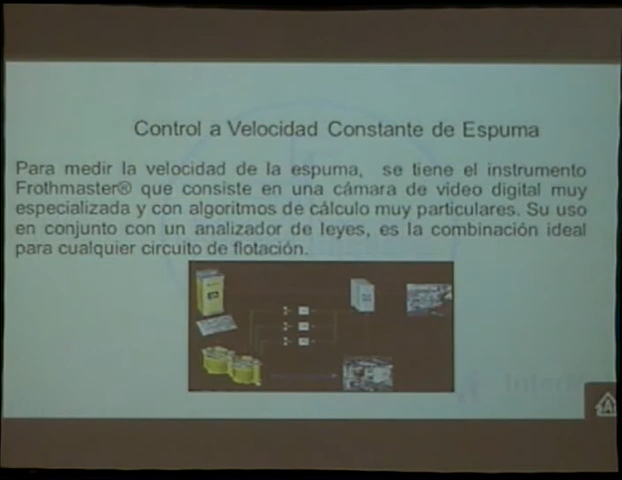 Control a Velocidad Constante de Espuma
Para medir la velocidad de la espuma, se tiene el instrumento
Frothmaster® que consiste en una cámara de video digital muy
especializada y con algoritmos de cálculo muy particulares. Su uso
en conjunto con un analizador de leyes, es la combinación ideal
para cualquier circuito de flotación.